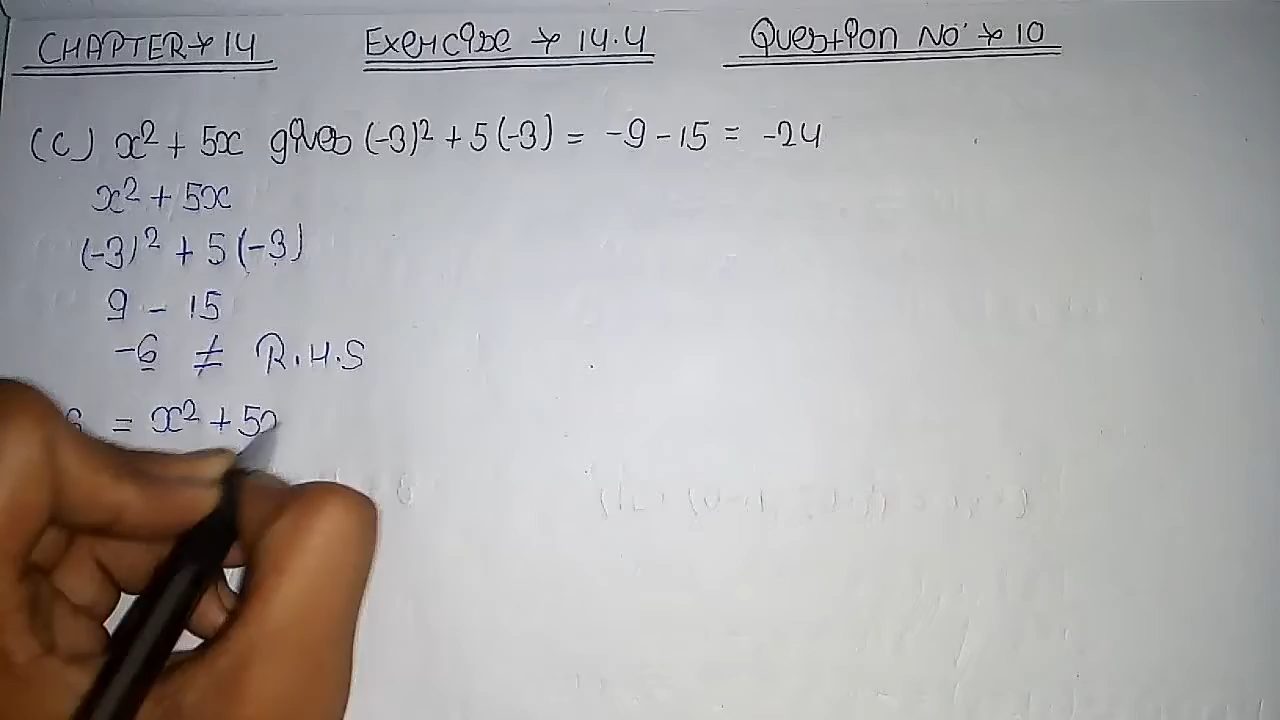 CHAPTER → 14 Exercise → 14.4 Question No. → 10
(c) x² + 5x gives (-3)² + 5(-3) = -9 - 15 = -24
x² + 5x
(-3)² + 5(-3)
9 - 15
-6 ≠ R.H.S
= x² + 5x